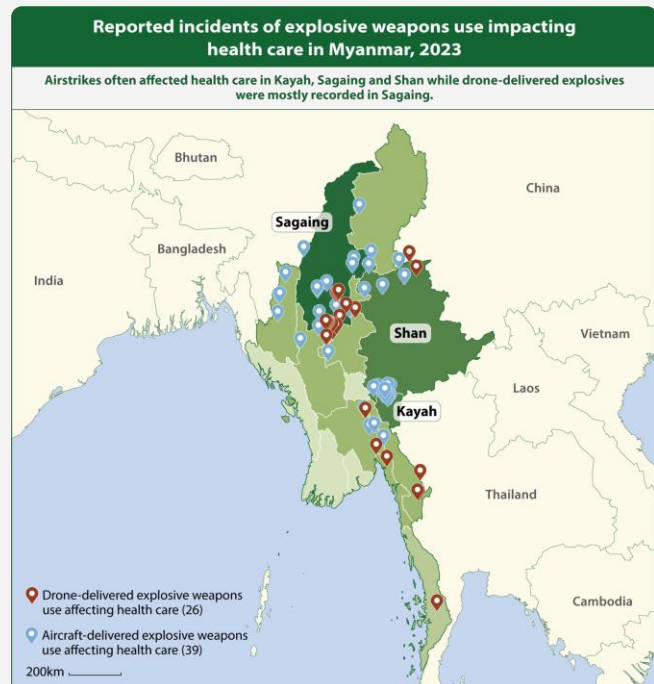 Reported incidents of explosive weapons use impacting
health care in Myanmar, 2023
Airstrikes often affected health care in Kayah, Sagaing and Shan while drone-delivered explosives
were mostly recorded in Sagaing.
Bhutan
China
Sagaing
Bangladesh
India
Shan
Vietnam
Laos
Kayah
Thailand
Drone-delivered explosive weapons
use affecting health care (26)
Cambodia
Aircraft-delivered explosive weapons
use affecting health care (39)
200km